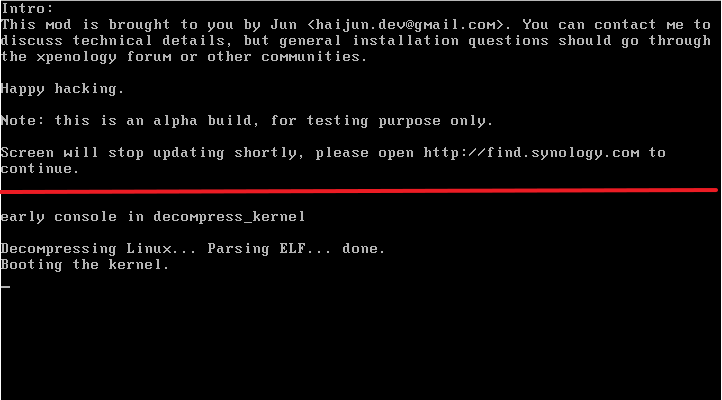 Intro:
This mod is brought to you by Jun <haijun.dev@gmail.com>. You can contact me to
discuss technical details, but general installation questions should go through
the xpenology forum or other communities.
Happy hacking.
Note: this is an alpha build, for testing purpose only.
Screen will stop updating shortly, please open http://find.synology.com to
continue.
early console in decompress_kernel
Decompressing Linux... Parsing ELF... done.
Booting the kernel.